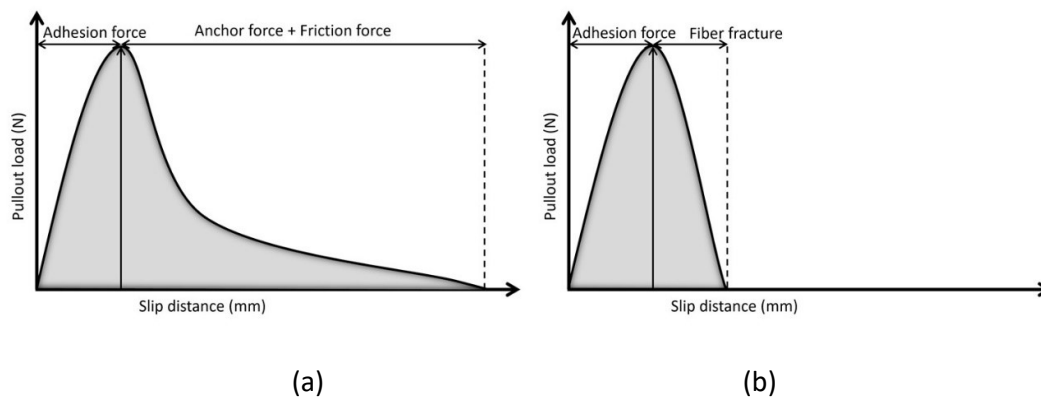 Adhesion force
Anchor force + Friction force
Pullout load (N)
Slip distance (mm)
(a)
Adhesion force
Fiber fracture
Pullout load (N)
Slip distance (mm)
(b)